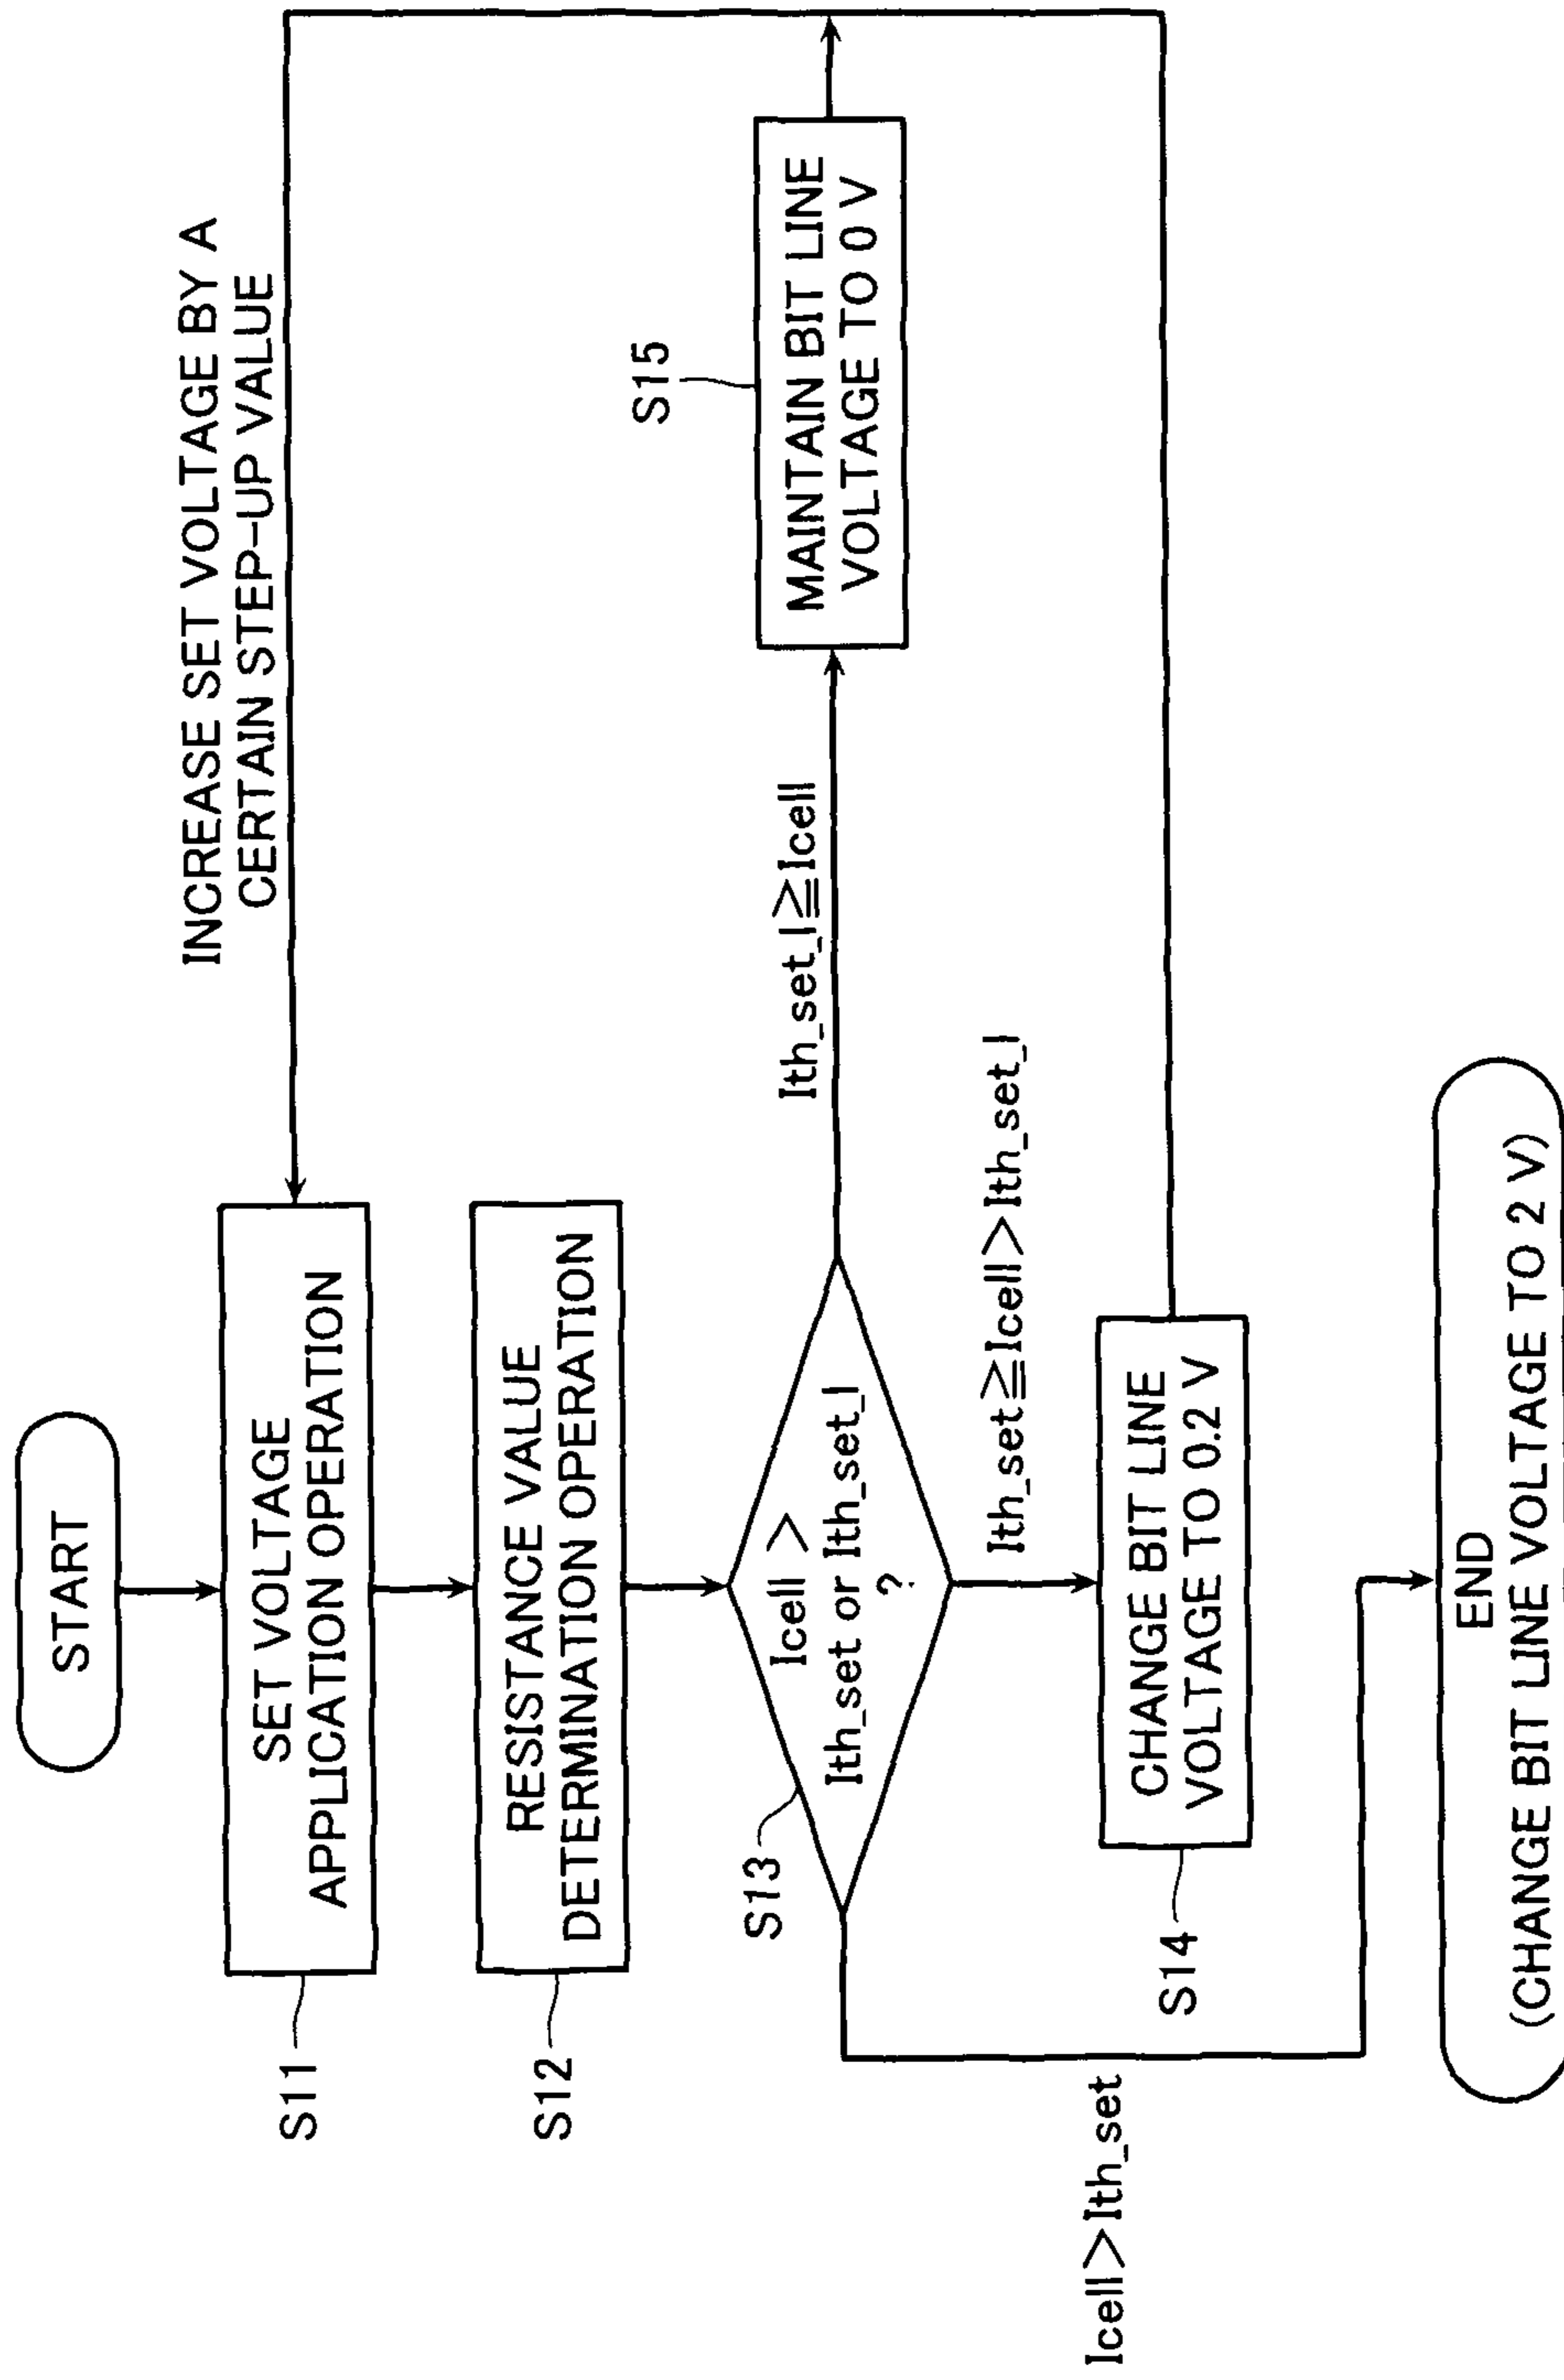 START
INCREASE SET VOLTAGE BY A
CERTAIN STEP-UP VALUE
S11
SET VOLTAGE
APPLICATION OPERATION
S12
RESISTANCE VALUE
DETERMINATION OPERATION
S13
Icell >
Ith_set or Ith_set_l
?
Ith_set_l≧Icell
S15
MAINTAIN BIT LINE
VOLTAGE TO 0 V
Ith_set≧Icell>Ith_set_l
S14
CHANGE BIT LINE
VOLTAGE TO 0.2 V
Icell>Ith_set
END
(CHANGE BIT LINE VOLTAGE TO 2 V)